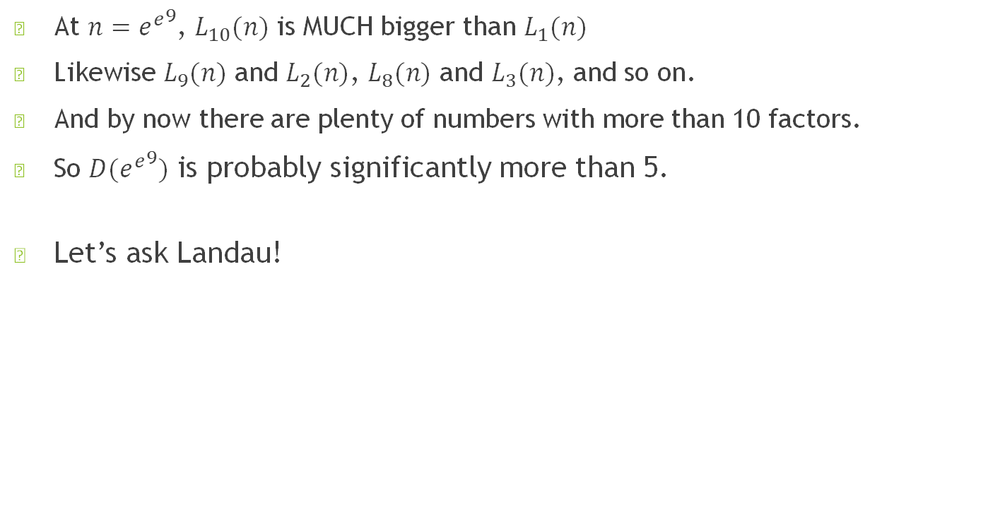 At n = e^{e^9}, L_{10}(n) is MUCH bigger than L_1(n)
Likewise L_9(n) and L_2(n), L_8(n) and L_3(n), and so on.
And by now there are plenty of numbers with more than 10 factors.
So D(e^{e^9}) is probably significantly more than 5.
Let’s ask Landau!